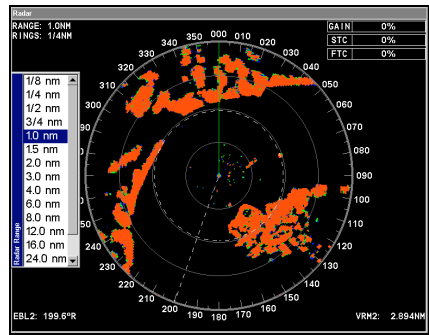 Radar
RANGE: 1.0NM
RINGS: 1/4NM
GAIN 0%
STC 0%
FTC 0%
350 000 010
340 020
330 030
320 040
310 050
300 060
070
080
090
100
110
120
130
140
150
160
170
180
190
200
210
220
230
240
250
1/8 nm
1/4 nm
1/2 nm
3/4 nm
1.0 nm
1.5 nm
2.0 nm
3.0 nm
4.0 nm
6.0 nm
8.0 nm
12.0 nm
16.0 nm
24.0 nm
Radar Range
EBL2: 199.6°R
VRM2: 2.894NM